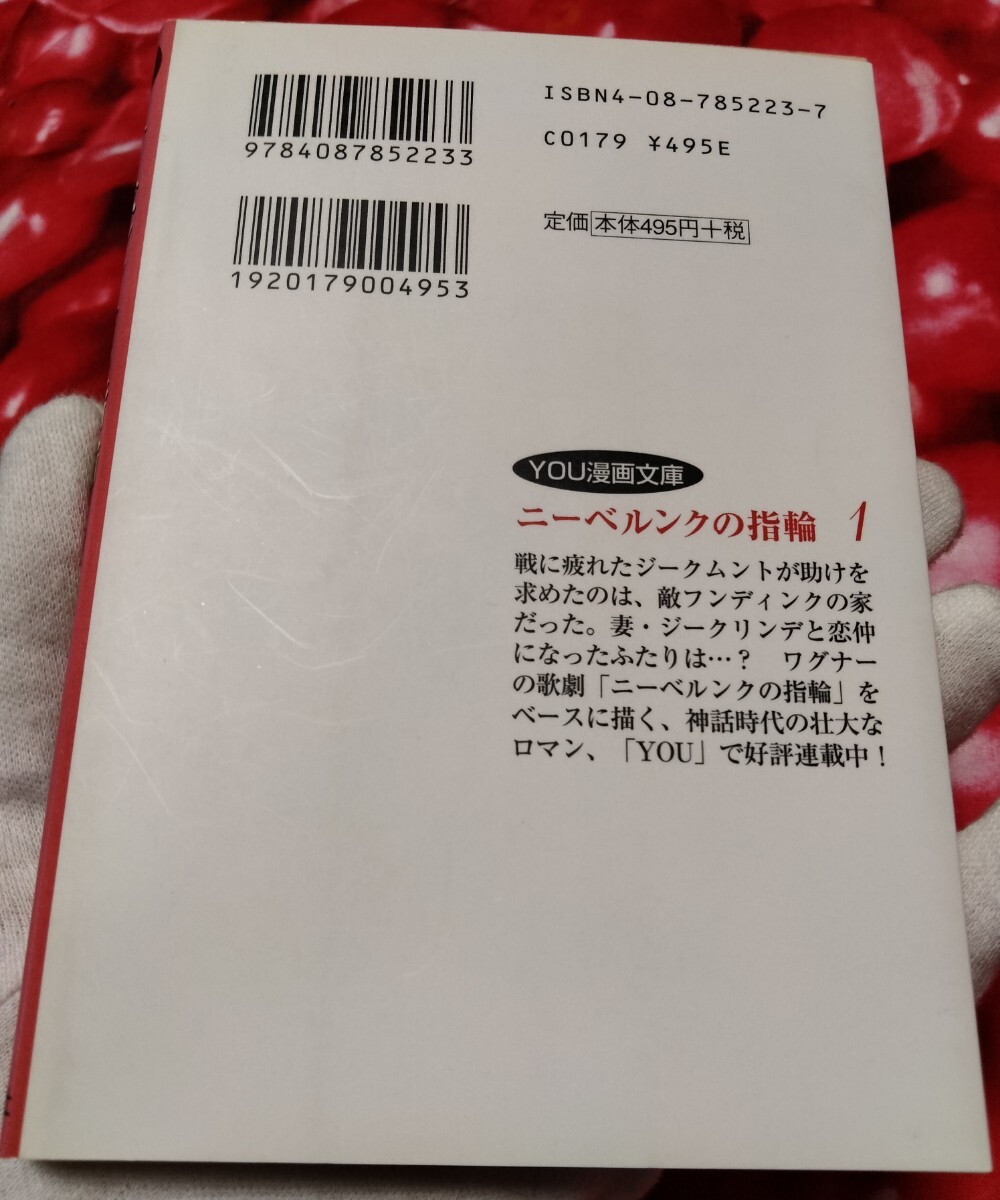 9784087852233
ISBN4-08-785223-7
C0179 ¥495E
1920179004953
定価 本体495円+税
YOU漫画文庫
ニーベルンクの指輪 1
戦に疲れたジークムントが助けを
求めたのは、敵フンディンクの家
だった。妻・ジークリンデと恋仲
になったふたりは…? ワグナー
の歌劇「ニーベルンクの指輪」を
ベースに描く、神話時代の壮大な
ロマン、「YOU」で好評連載中!